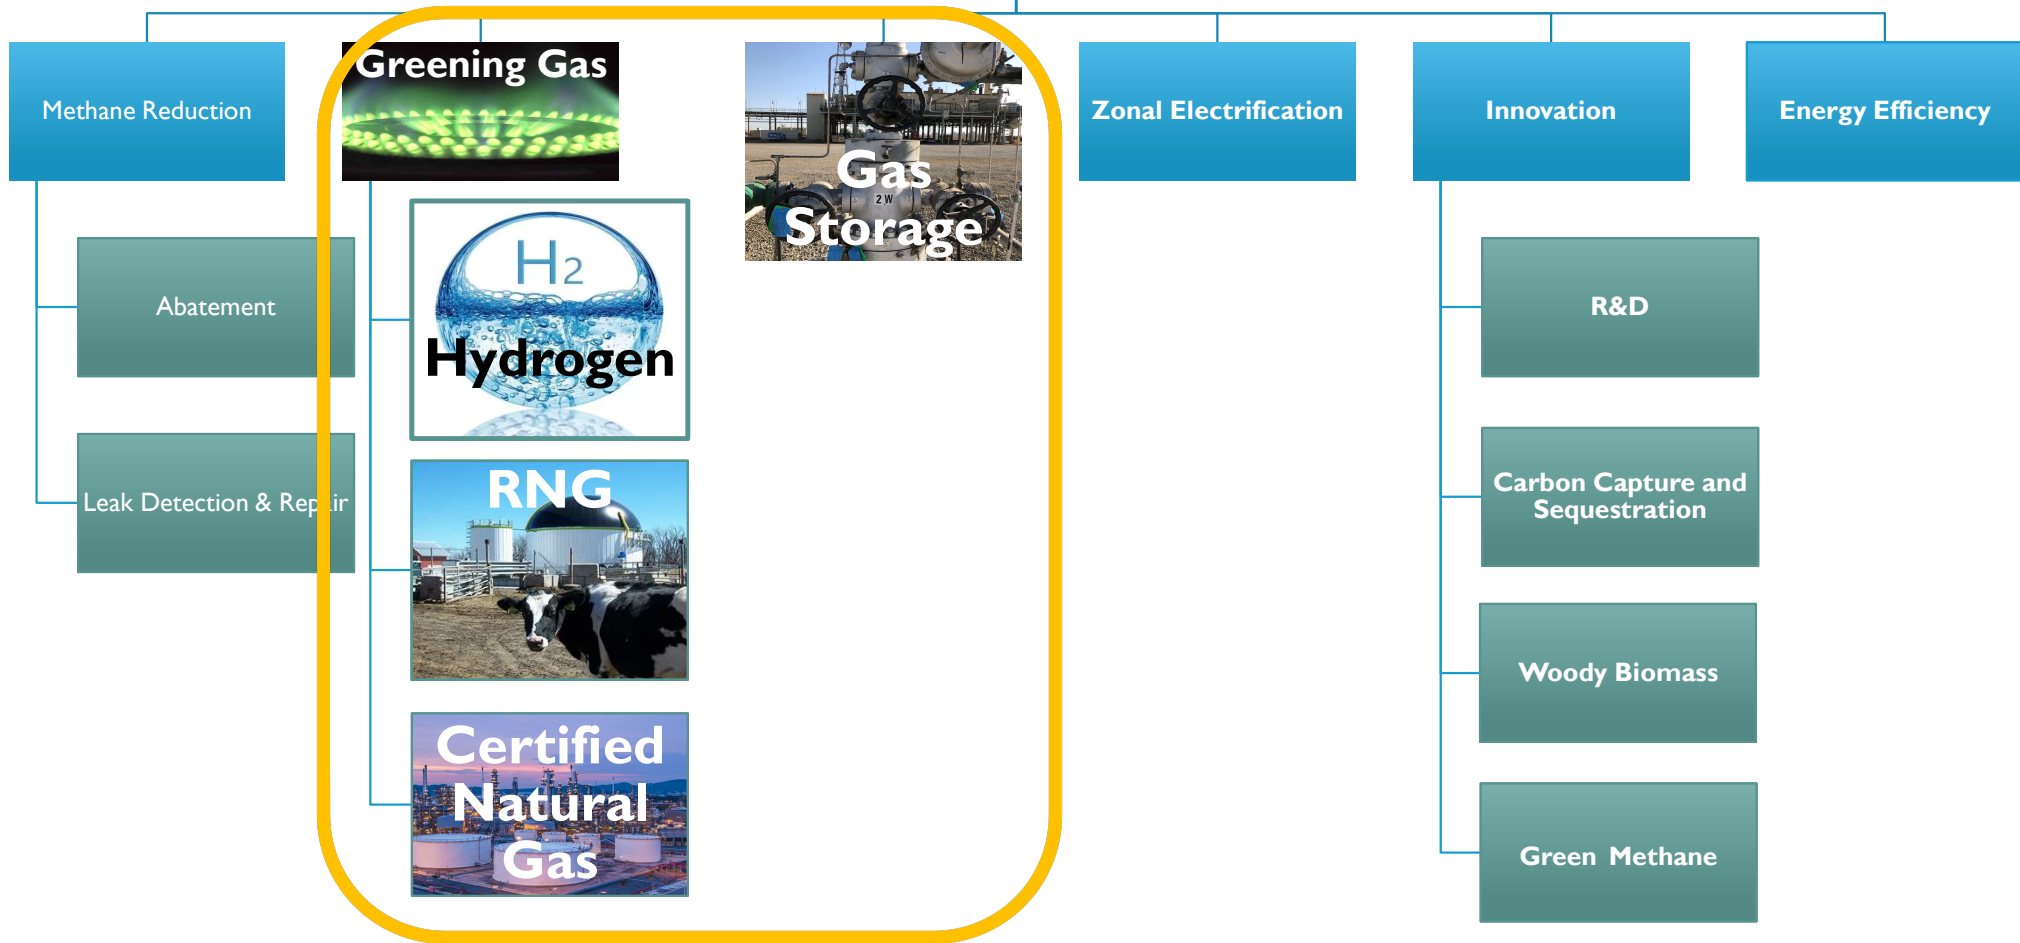 Methane Reduction
Abatement
Leak Detection & Rep ir
Greening Gas
H2
Hydrogen
RNG
Certified
Natural
Gas
Gas
2 W
Storage
Zonal Electrification
Innovation
R&D
Carbon Capture and
Sequestration
Woody Biomass
Green Methane
Energy Efficiency